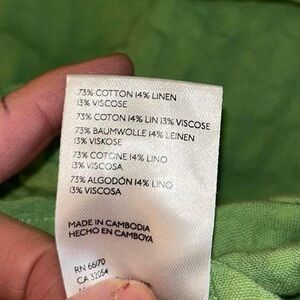 73% COTTON 14% LINEN
13% VISCOSE
73% COTON 14% LIN 13% VISCOSE
73% BAUMWOLLE 14% LEINEN
13% VISKOSE
73% COTONE 14% LINO
13% VISCOSA
73% ALGODÓN 14% LINO
13% VISCOSA
MADE IN CAMBODIA
HECHO EN CAMBOYA
RN 66170
CA 32054